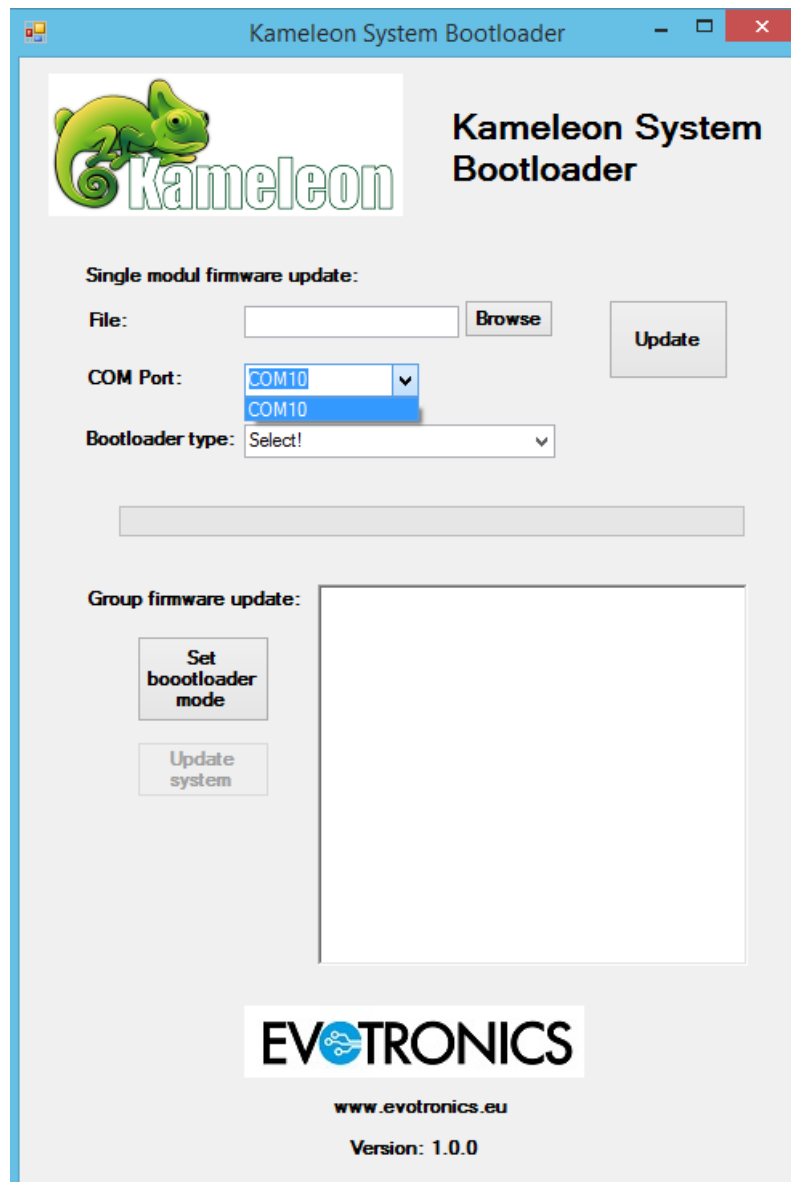 Kameleon System Bootloader
Kameleon
Kameleon System
Bootloader
Single modul firmware update:
File:
Browse
Update
COM Port:
COM10
COM10
Bootloader type:
Select!
Group firmware update:
Set
boootloader
mode
Update
system
EVOTRONICS
www.evotronics.eu
Version: 1.0.0